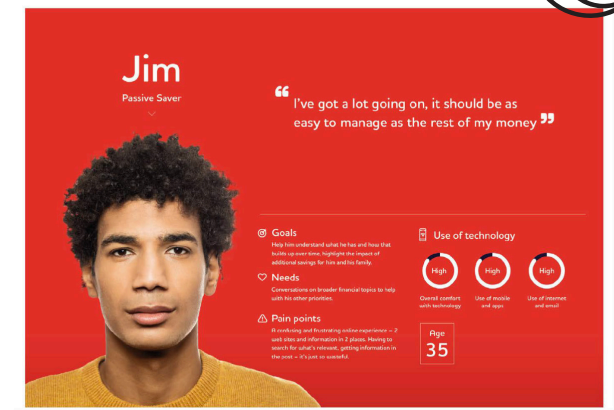 Jim
Passive Saver
“ I’ve got a lot going on, it should be as
easy to manage as the rest of my money ”
Goals
Help him understand what he has and how that
builds up over time, highlight the impact of
additional savings for him and his family.
Needs
Conversations on broader financial topics to help
with his other priorities.
Pain points
A confusing and frustrating online experience – 2
web sites and information in 2 places. Having to
search for what's relevant, getting information in
the post – it's just so wasteful.
Use of technology
High
High
High
Overall comfort
with technology
Use of mobile
and apps
Use of internet
and email
Age
35